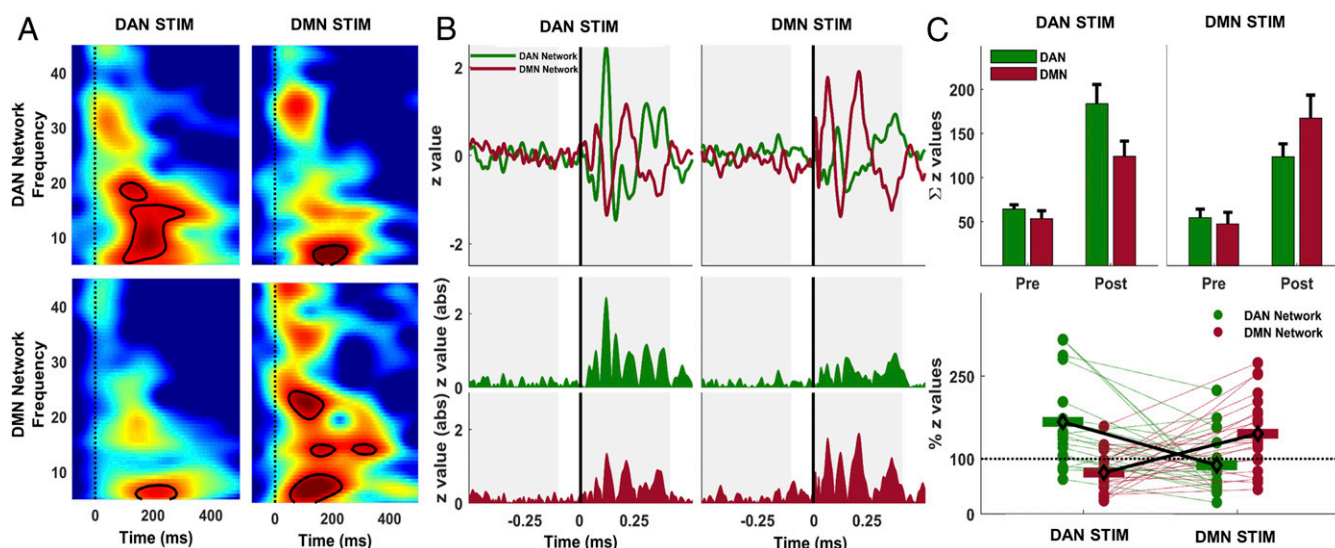 A
DAN STIM
DMN STIM
DAN Network
Frequency
40
30
20
10
DMN Network
Frequency
40
30
20
10
0
200
400
0
200
400
Time (ms)
Time (ms)
B
DAN STIM
DMN STIM
DAN Network
DMN Network
z value
2
0
-2
z value (abs)
2
0
z value (abs)
2
0
-0.25
0
0.25
-0.25
0
0.25
Time (ms)
Time (ms)
C
DAN STIM
DMN STIM
DAN
DMN
Σ z values
200
150
100
50
Pre
Post
Pre
Post
DAN Network
DMN Network
% z values
250
100
0
DAN STIM
DMN STIM